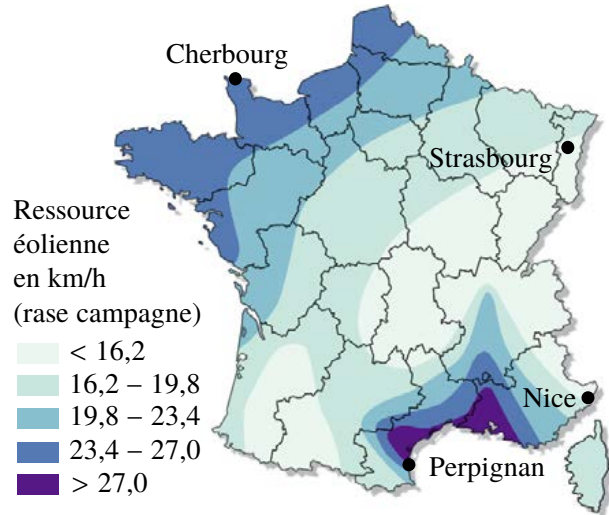 Cherbourg
Strasbourg
Ressource
éolienne
en km/h
(rase campagne)
< 16,2
16,2 – 19,8
19,8 – 23,4
23,4 – 27,0
> 27,0
Nice
Perpignan